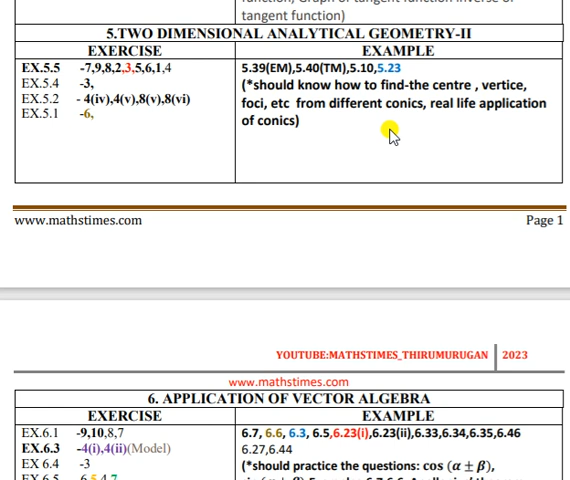 function) Graph of tangent function Inverse of
tangent function)
5.TWO DIMENSIONAL ANALYTICAL GEOMETRY-II
EXERCISE EXAMPLE
EX.5.5 -7,9,8,2,3,5,6,1,4 5.39(EM),5.40(TM),5.10,5.23
EX.5.4 -3, (*should know how to find-the centre , vertice,
EX.5.2 - 4(iv),4(v),8(v),8(vi) foci, etc from different conics, real life application
EX.5.1 -6, of conics)
www.mathstimes.com Page 1
YOUTUBE:MATHSTIMES_THIRUMURUGAN 2023
www.mathstimes.com
6. APPLICATION OF VECTOR ALGEBRA
EXERCISE EXAMPLE
EX.6.1 -9,10,8,7 6.7, 6.6, 6.3, 6.5,6.23(i),6.23(ii),6.33,6.34,6.35,6.46
EX.6.3 -4(i),4(ii)(Model) 6.27,6.44
EX 6.4 -3 (*should practice the questions: cos (α ± β),